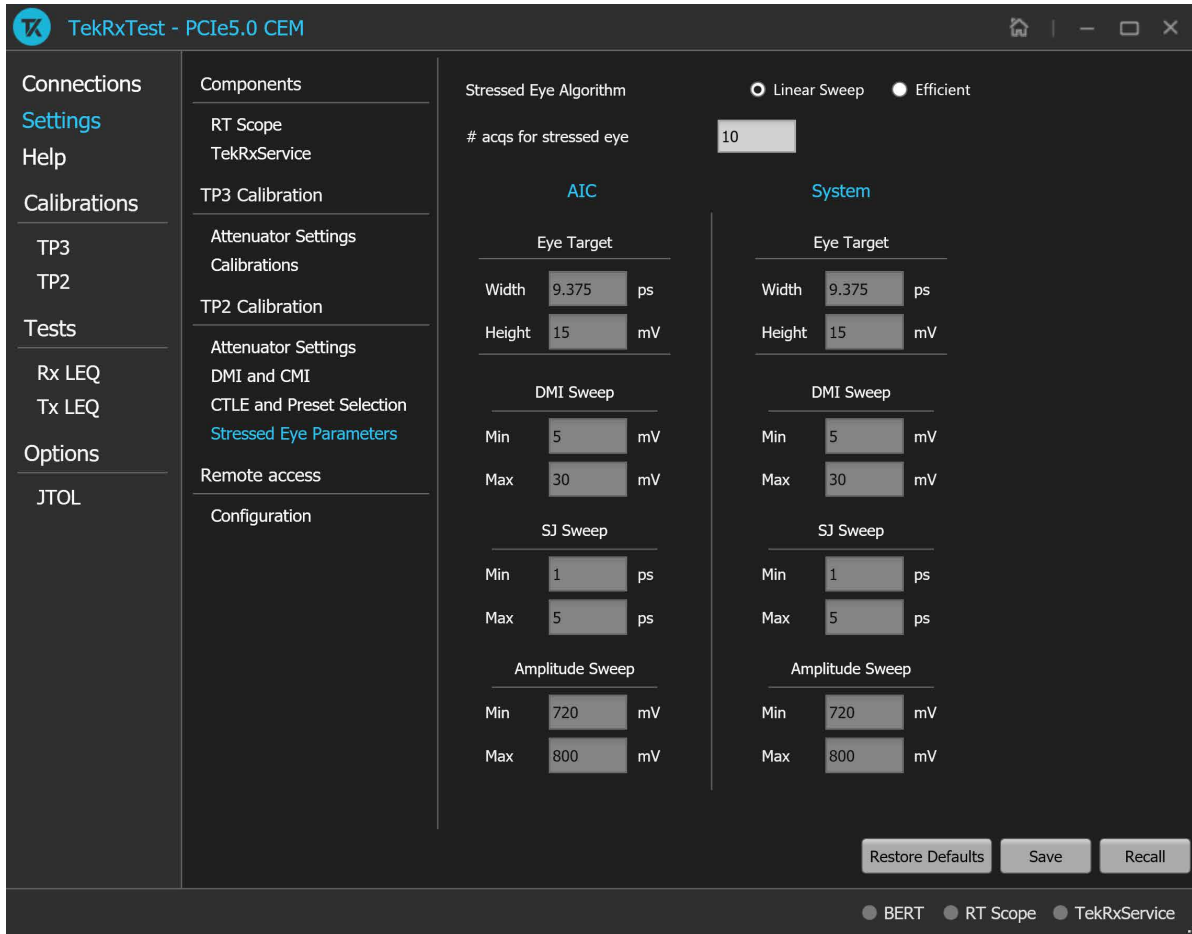 TekRxTest - PCIe5.0 CEM
Connections
Settings
Help
Calibrations
TP3
TP2
Tests
Rx LEQ
Tx LEQ
Options
JTOL
Components
RT Scope
TekRxService
TP3 Calibration
Attenuator Settings
Calibrations
TP2 Calibration
Attenuator Settings
DMI and CMI
CTLE and Preset Selection
Stressed Eye Parameters
Remote access
Configuration
Stressed Eye Algorithm Linear Sweep Efficient
# acqs for stressed eye 10
AIC
Eye Target
Width 9.375 ps
Height 15 mV
DMI Sweep
Min 5 mV
Max 30 mV
SJ Sweep
Min 1 ps
Max 5 ps
Amplitude Sweep
Min 720 mV
Max 800 mV
System
Eye Target
Width 9.375 ps
Height 15 mV
DMI Sweep
Min 5 mV
Max 30 mV
SJ Sweep
Min 1 ps
Max 5 ps
Amplitude Sweep
Min 720 mV
Max 800 mV
Restore Defaults Save Recall
BERT RT Scope TekRxService